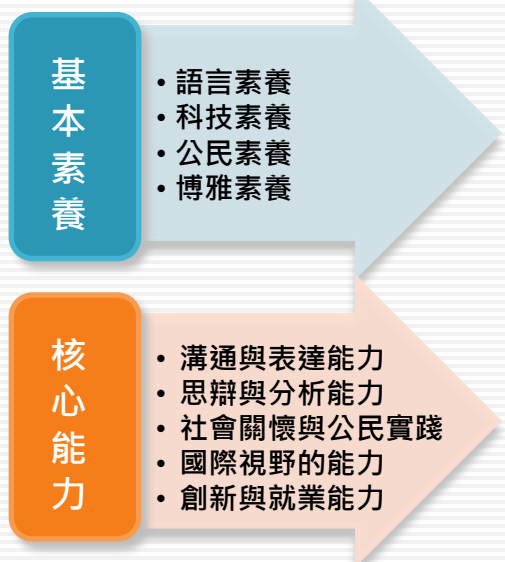 基本素養
• 語言素養
• 科技素養
• 公民素養
• 博雅素養
核心能力
• 溝通與表達能力
• 思辯與分析能力
• 社會關懷與公民實踐
• 國際視野的能力
• 創新與就業能力